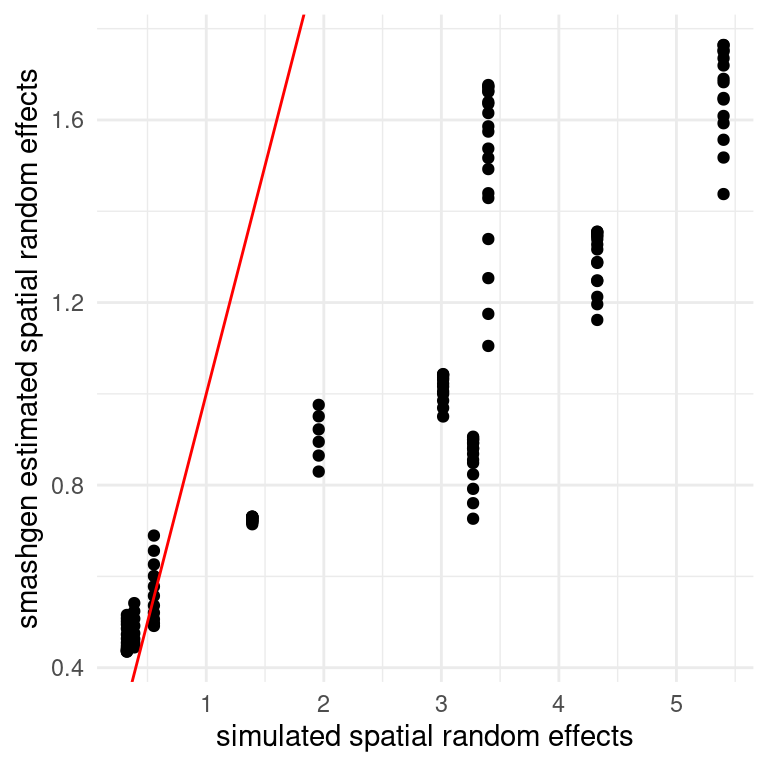 smashgen estimated spatial random effects
1.6
1.2
0.8
0.4
1 2 3 4 5
simulated spatial random effects